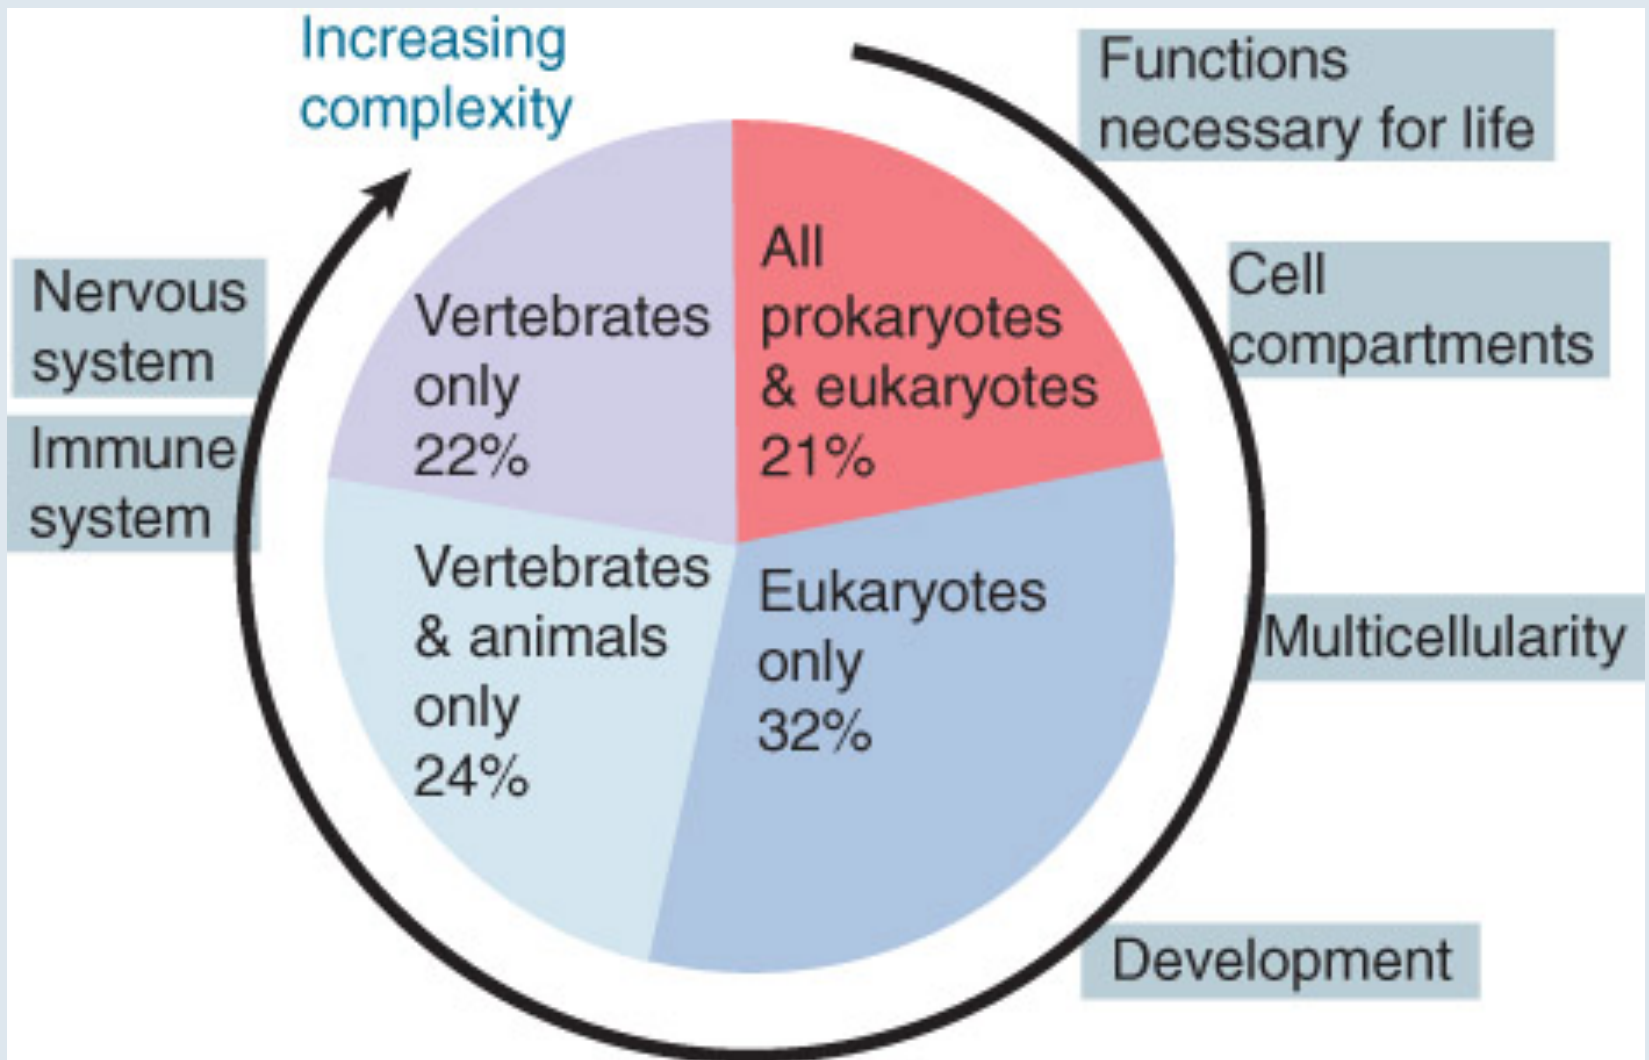 Increasing
complexity
Functions
necessary for life
Cell
compartments
Multicellularity
Development
Immune
system
Nervous
system
All
prokaryotes
& eukaryotes
21%
Eukaryotes
only
32%
Vertebrates
& animals
only
24%
Vertebrates
only
22%